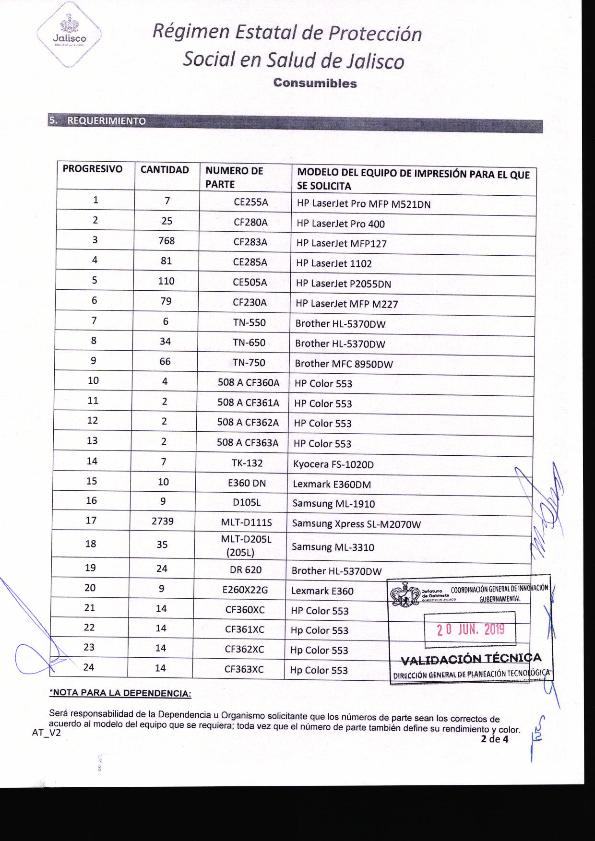 Jalisco
Régimen Estatal de Protección
Social en Salud de Jalisco
Consumibles
5. REQUERIMIENTO
PROGRESIVO CANTIDAD NUMERO DE PARTE MODELO DEL EQUIPO DE IMPRESIÓN PARA EL QUE SE SOLICITA
1 7 CE255A HP LaserJet Pro MFP M521DN
2 25 CF280A HP LaserJet Pro 400
3 768 CF283A HP LaserJet MFP127
4 81 CE285A HP LaserJet 1102
5 110 CE505A HP LaserJet P2055DN
6 79 CF230A HP LaserJet MFP M227
7 6 TN-550 Brother HL-5370DW
8 34 TN-650 Brother HL-5370DW
9 66 TN-750 Brother MFC 8950DW
10 4 508 A CF360A HP Color 553
11 2 508 A CF361A HP Color 553
12 2 508 A CF362A HP Color 553
13 2 508 A CF363A HP Color 553
14 7 TK-132 Kyocera FS-1020D
15 10 E360 DN Lexmark E360DM
16 9 D105L Samsung ML-1910
17 2739 MLT-D111S Samsung Xpress SL-M2070W
18 35 MLT-D205L (205L) Samsung ML-3310
19 24 DR 620 Brother HL-5370DW
20 9 E260X22G Lexmark E360
21 14 CF360XC HP Color 553
22 14 CF361XC Hp Color 553
23 14 CF362XC Hp Color 553
24 14 CF363XC Hp Color 553
Jefatura de Gabinete
COORDINACIÓN GENERAL DE INNOVACIÓN
GUBERNAMENTAL
20 JUN. 2019
VALIDACIÓN TÉCNICA
DIRECCIÓN GENERAL DE PLANEACIÓN TECNOLÓGICA
*NOTA PARA LA DEPENDENCIA:
Será responsabilidad de la Dependencia u Organismo solicitante que los números de parte sean los correctos de
acuerdo al modelo del equipo que se requiera; toda vez que el número de parte también define su rendimiento y color.
AT_V2
2 de 4